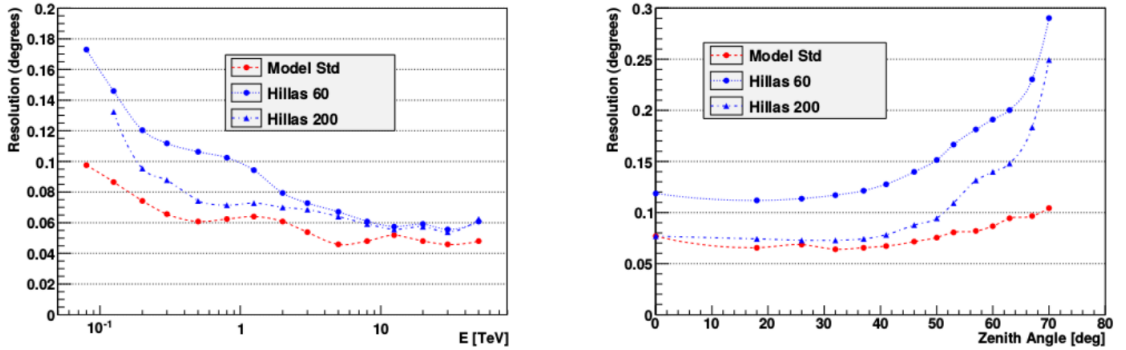 Resolution (degrees)
0.2
0.18
0.16
0.14
0.12
0.1
0.08
0.06
0.04
0.02
0
Model Std
Hillas 60
Hillas 200
10-1
1
10
E [TeV]
Resolution (degrees)
0.3
0.25
0.2
0.15
0.1
0.05
0
Model Std
Hillas 60
Hillas 200
0 10 20 30 40 50 60 70 80
Zenith Angle [deg]